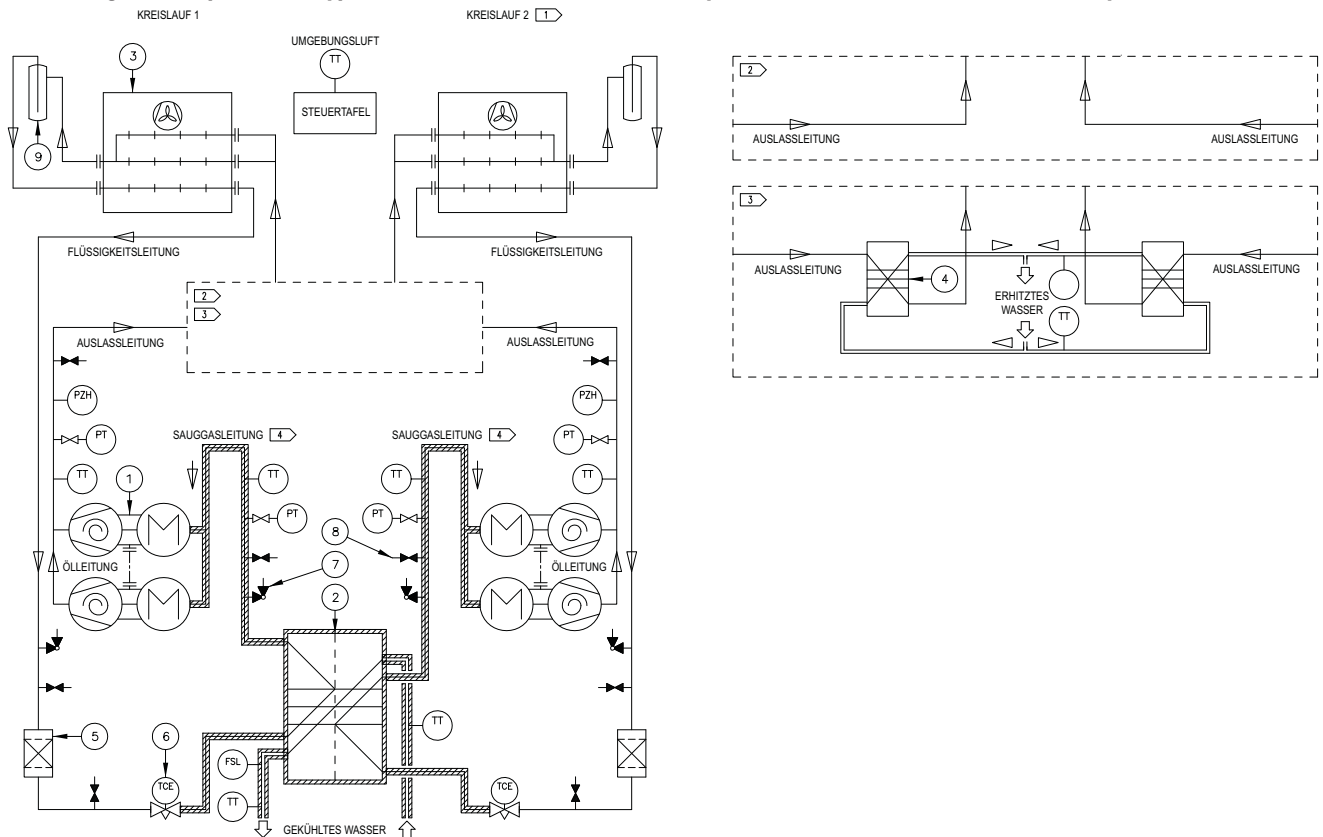 KREISLAUF 1
KREISLAUF 2 1
UMGEBUNGSLUFT
TT
STEUERTAFEL
3
9
FLÜSSIGKEITSLEITUNG
FLÜSSIGKEITSLEITUNG
2
3
AUSLASSLEITUNG
AUSLASSLEITUNG
PZH
PZH
PT
PT
SAUGGASLEITUNG 4
SAUGGASLEITUNG 4
TT
1
TT
TT
TT
PT
8
PT
ÖLLEITUNG
7
ÖLLEITUNG
2
5
6
TT
FSL
TCE
TCE
TT
GEKÜHLTES WASSER
2
AUSLASSLEITUNG
AUSLASSLEITUNG
3
AUSLASSLEITUNG
4
AUSLASSLEITUNG
ERHITZTES
WASSER
TT